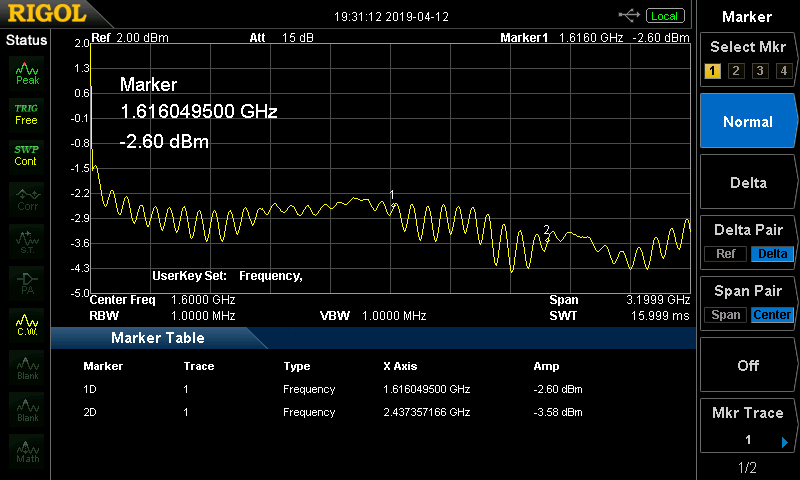 RIGOL
19:31:12 2019-04-12
Local
Marker
Status
Ref 2.00 dBm Att 15 dB Marker1 1.6160 GHz -2.60 dBm
Select Mkr
1 2 3 4
Peak
TRIG
Free
SWP
Cont
Corr
S.T.
PA
C.W.
Blank
Blank
Math
2.0
1.3
0.6
-0.1
-0.8
-1.5
-2.2
-2.9
-3.6
-4.3
-5.0
Marker
1.616049500 GHz
-2.60 dBm
1
2
UserKey Set: Frequency,
Center Freq 1.6000 GHz Span 3.1999 GHz
RBW 1.0000 MHz VBW 1.0000 MHz SWT 15.999 ms
Marker Table
Marker Trace Type X Axis Amp
1D 1 Frequency 1.616049500 GHz -2.60 dBm
2D 1 Frequency 2.437357166 GHz -3.58 dBm
Normal
Delta
Delta Pair
Ref Delta
Span Pair
Span Center
Off
Mkr Trace
1
1/2